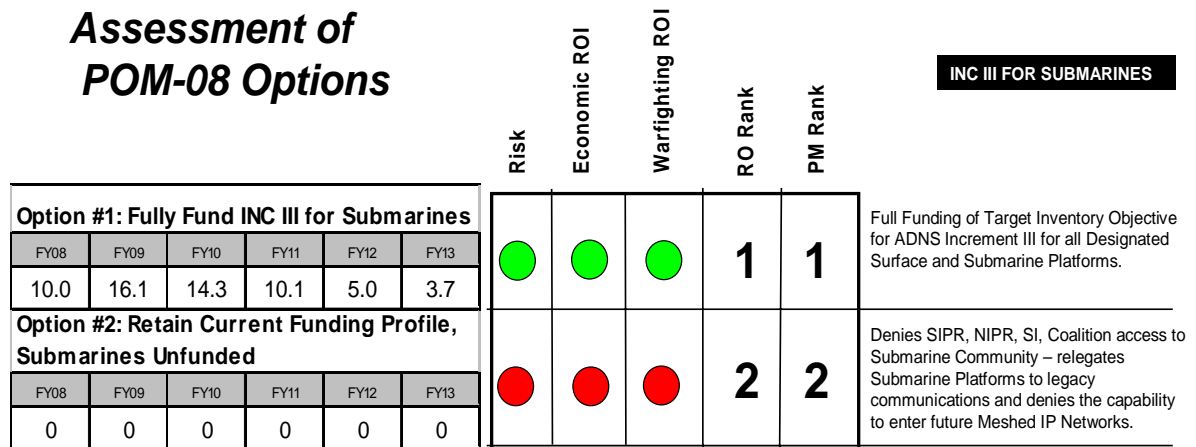 Assessment of
POM-08 Options
Risk
Economic ROI
Warfighting ROI
RO Rank
PM Rank
INC III FOR SUBMARINES
Option #1: Fully Fund INC III for Submarines
FY08 FY09 FY10 FY11 FY12 FY13
10.0 16.1 14.3 10.1 5.0 3.7
1 1
Full Funding of Target Inventory Objective
for ADNS Increment III for all Designated
Surface and Submarine Platforms.
Option #2: Retain Current Funding Profile,
Submarines Unfunded
FY08 FY09 FY10 FY11 FY12 FY13
0 0 0 0 0 0
2 2
Denies SIPR, NIPR, SI, Coalition access to
Submarine Community – relegates
Submarine Platforms to legacy
communications and denies the capability
to enter future Meshed IP Networks.